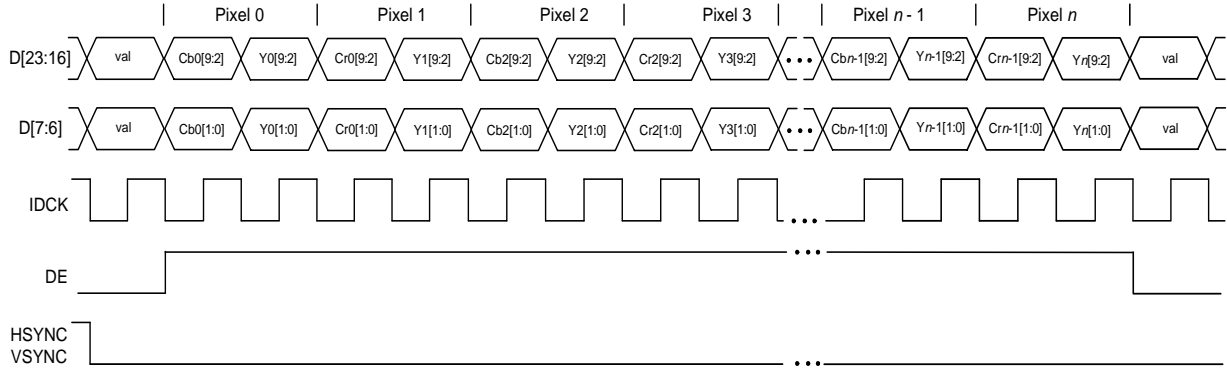 Pixel 0 Pixel 1 Pixel 2 Pixel 3 Pixel n - 1 Pixel n
D[23:16] val Cb0[9:2] Y0[9:2] Cr0[9:2] Y1[9:2] Cb2[9:2] Y2[9:2] Cr2[9:2] Y3[9:2] Cbn-1[9:2] Yn-1[9:2] Crn-1[9:2] Yn[9:2] val
D[7:6] val Cb0[1:0] Y0[1:0] Cr0[1:0] Y1[1:0] Cb2[1:0] Y2[1:0] Cr2[1:0] Y3[1:0] Cbn-1[1:0] Yn-1[1:0] Crn-1[1:0] Yn[1:0] val
IDCK
DE
HSYNC
VSYNC